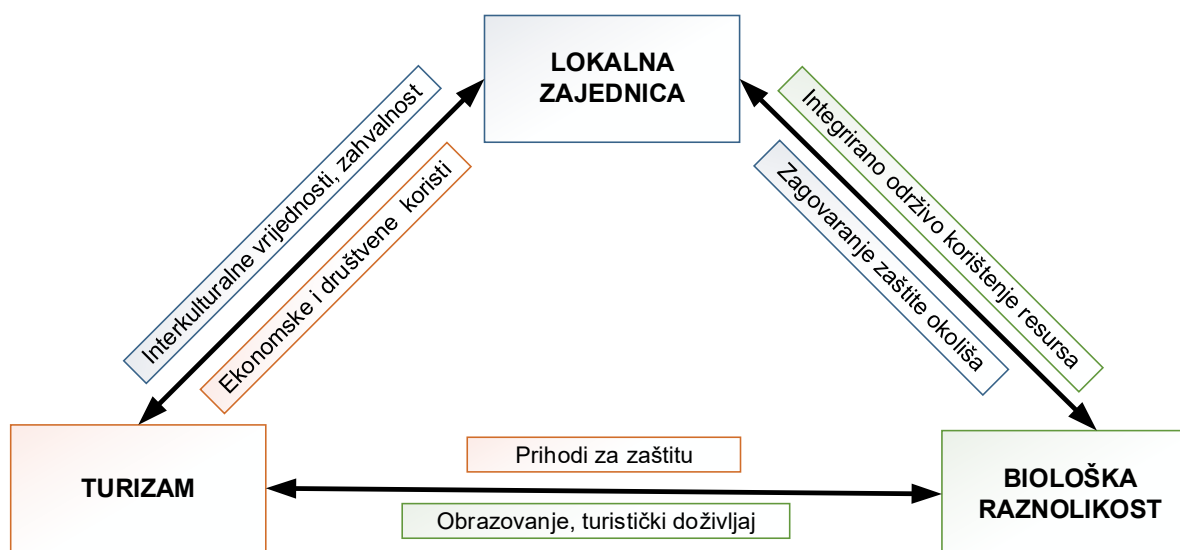 LOKALNA
ZAJEDNICA
Interkulturalne vrijednosti, zahvalnost
Ekonomske i društvene koristi
Integrirano održivo korištenje resursa
Zagovaranje zaštite okoliša
TURIZAM
Prihodi za zaštitu
Obrazovanje, turistički doživljaj
BIOLOŠKA
RAZNOLIKOST